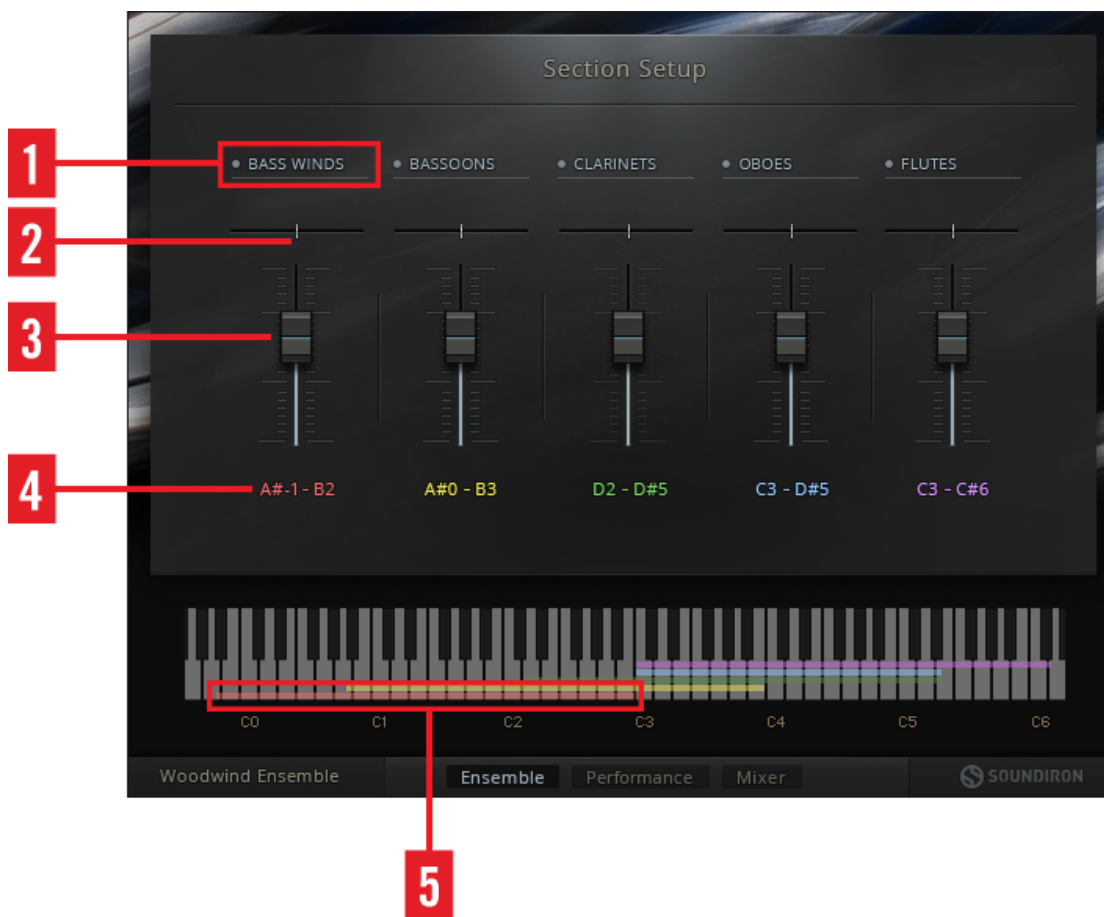 Section Setup
1
BASS WINDS BASSOONS CLARINETS OBOES FLUTES
2
3
4
A#-1 - B2 A#0 - B3 D2 - D#5 C3 - D#5 C3 - C#6
C0 C1 C2 C3 C4 C5 C6
Woodwind Ensemble Ensemble Performance Mixer SOUNDIRON
5